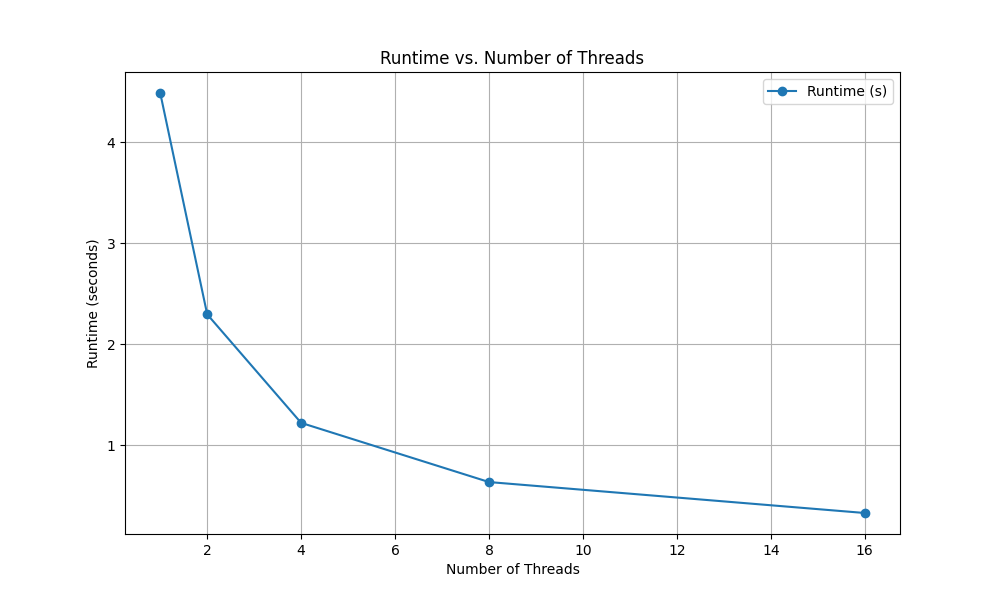 Runtime vs. Number of Threads
Runtime (s)
4
3
2
1
Runtime (seconds)
2 4 6 8 10 12 14 16
Number of Threads